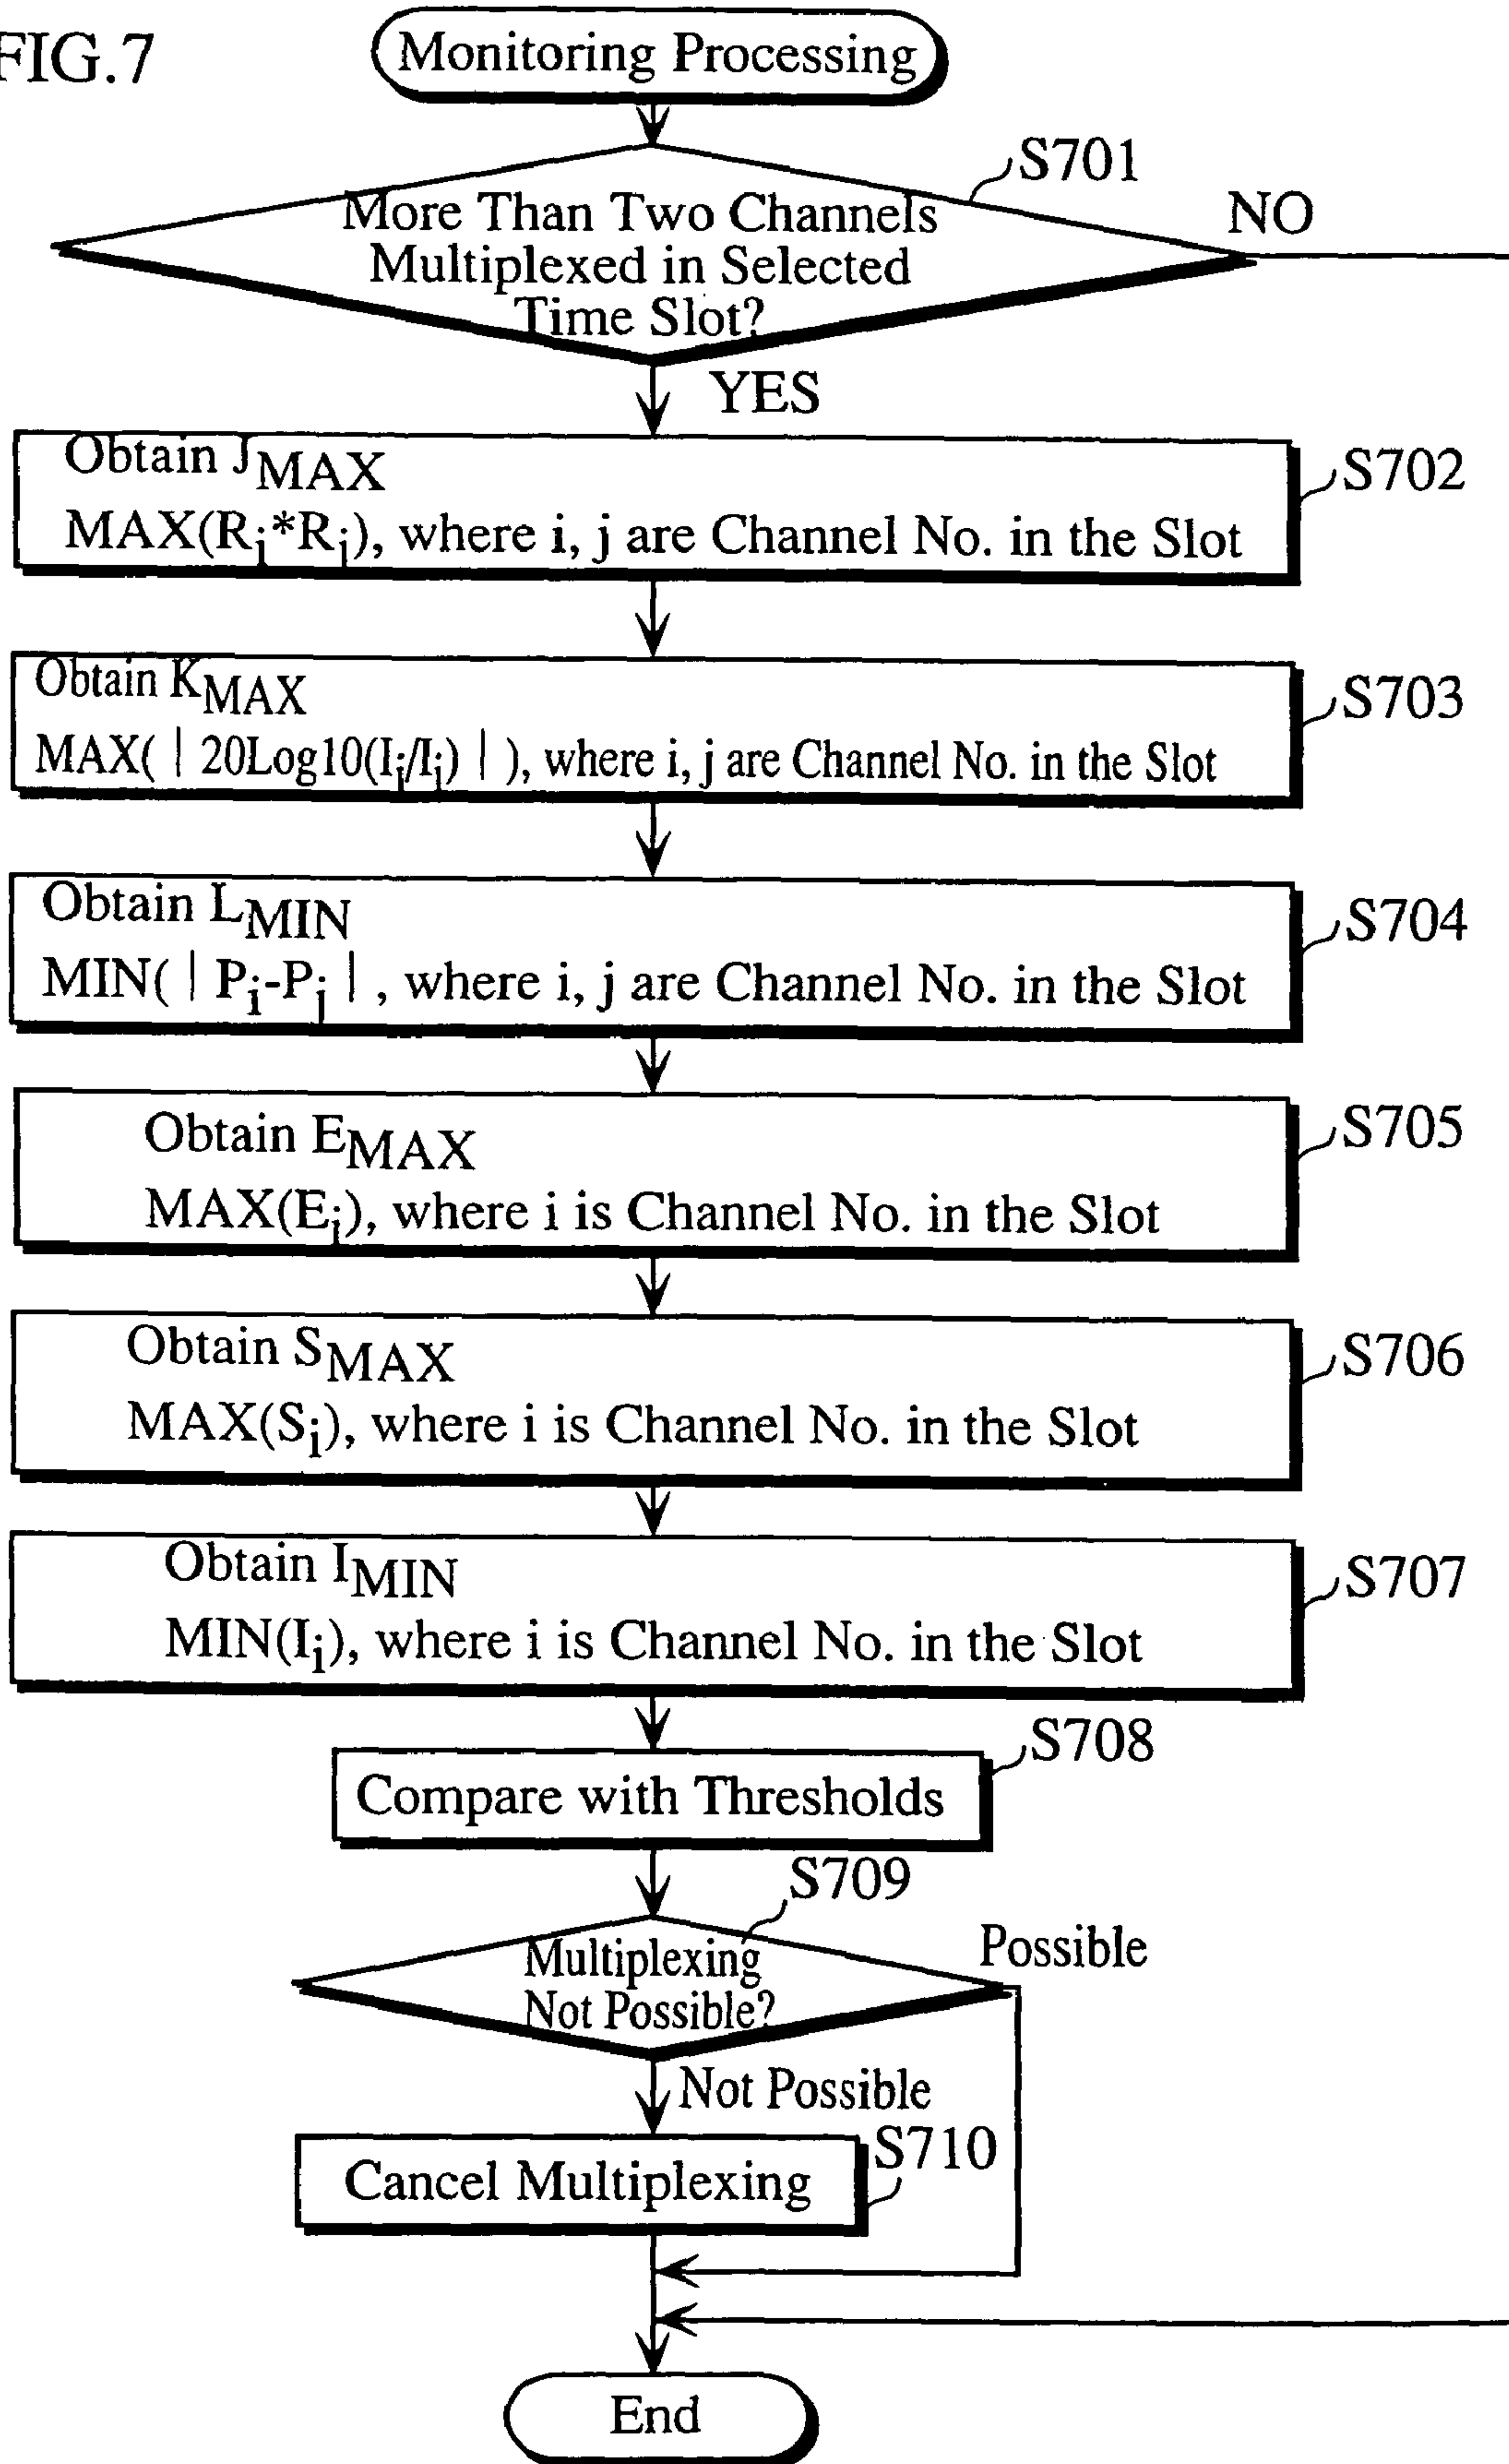 FIG.7
Monitoring Processing
S701
More Than Two Channels
Multiplexed in Selected
Time Slot?
NO
YES
Obtain JMAX
MAX(Ri*Rj), where i, j are Channel No. in the Slot
S702
Obtain KMAX
MAX( | 20Log10(Ii/Ij) | ), where i, j are Channel No. in the Slot
S703
Obtain LMIN
MIN( | Pi-Pj | , where i, j are Channel No. in the Slot
S704
Obtain EMAX
MAX(Ei), where i is Channel No. in the Slot
S705
Obtain SMAX
MAX(Si), where i is Channel No. in the Slot
S706
Obtain IMIN
MIN(Ii), where i is Channel No. in the Slot
S707
S708
Compare with Thresholds
S709
Multiplexing
Not Possible?
Possible
Not Possible
S710
Cancel Multiplexing
End